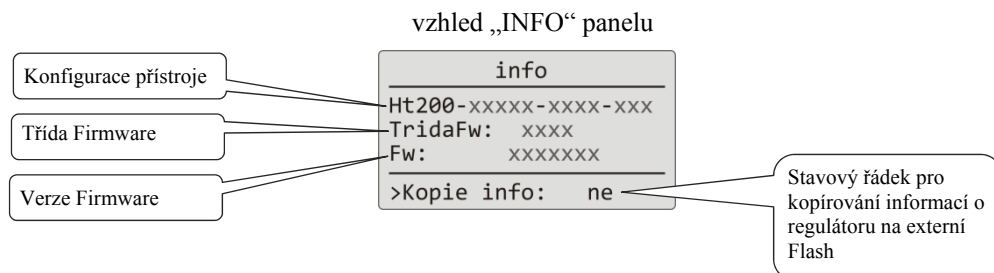 vzhled „INFO“ panelu
Konfigurace přístroje
Třída Firmware
Verze Firmware
info
Ht200-xxxxx-xxxx-xxx
TridaFw: xxxx
Fw: xxxxxxx
>Kopie info: ne
Stavový řádek pro
kopírování informací o
regulátoru na externí
Flash